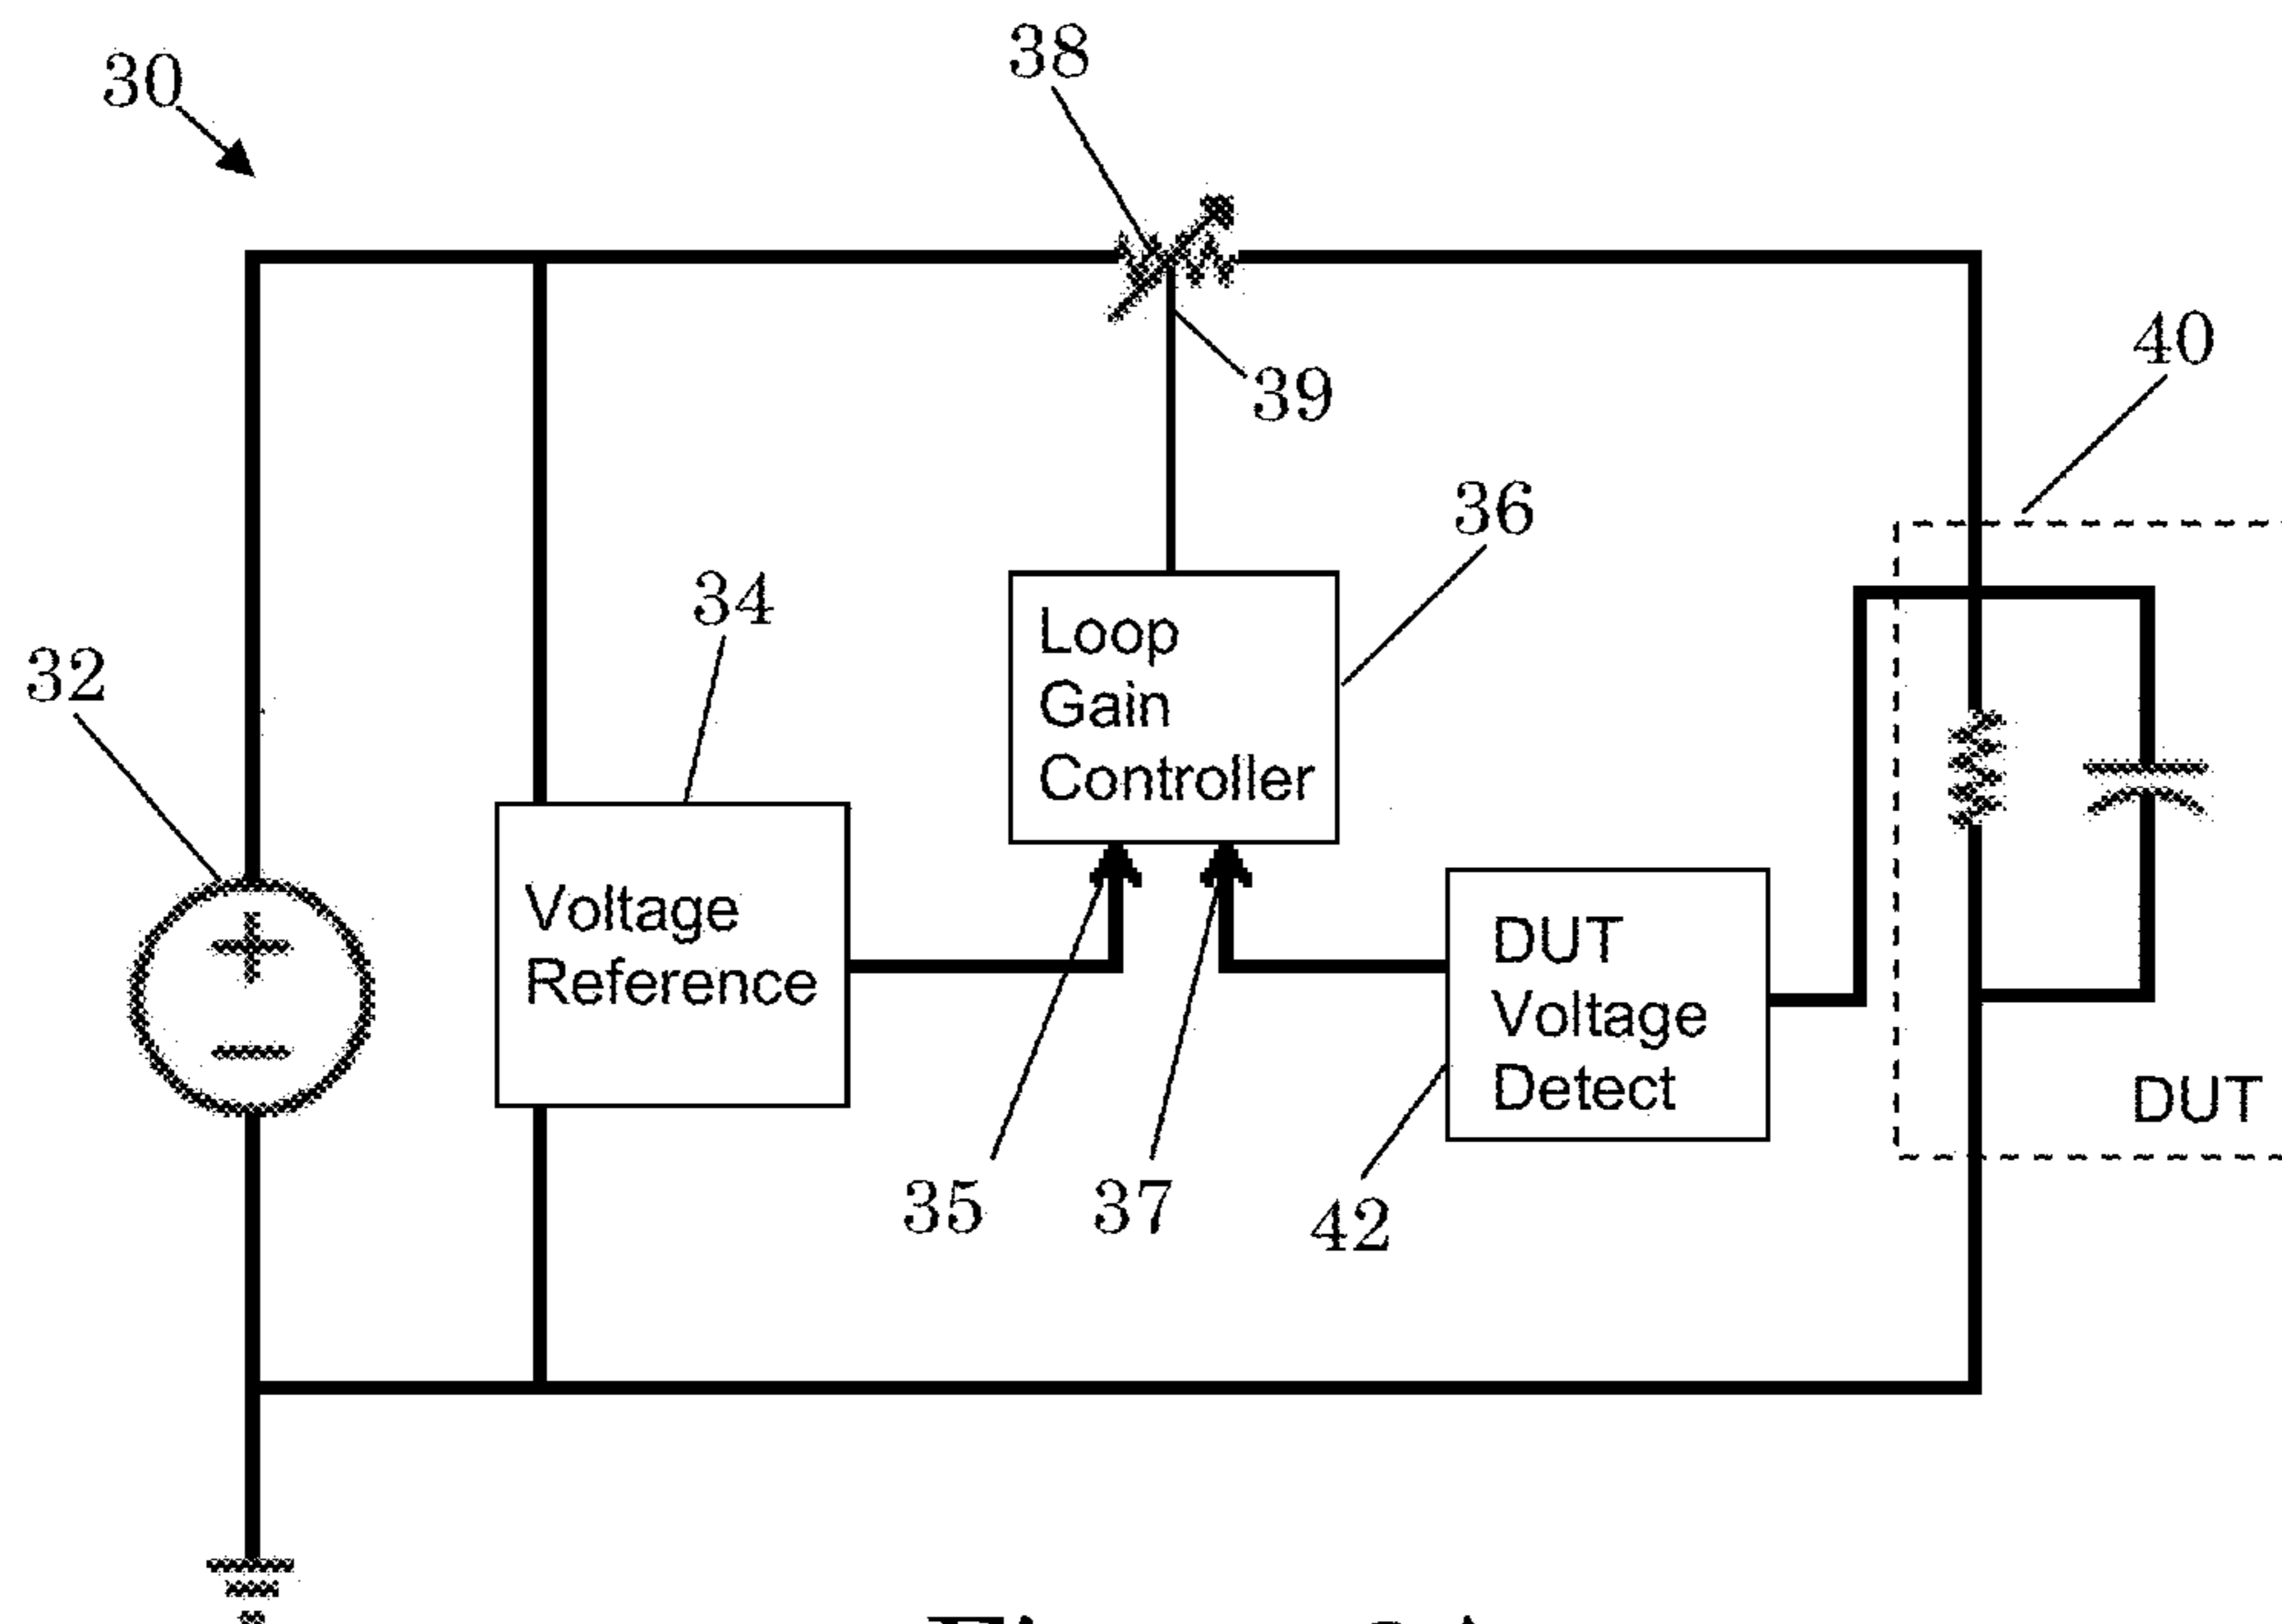 30
38
39
40
36
34
32
Loop
Gain
Controller
Voltage
Reference
DUT
Voltage
Detect
DUT
35
37
42